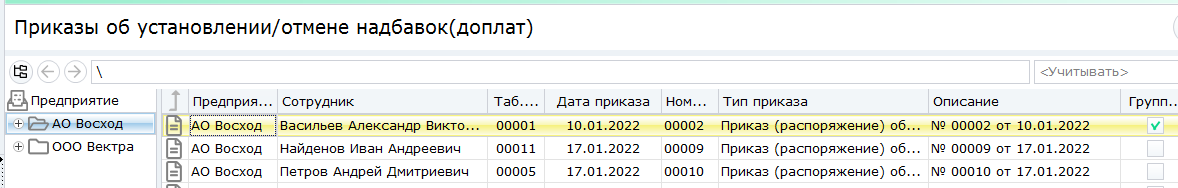 Приказы об установлении/отмене надбавок(доплат)
\ <Учитывать>
Предприятие
АО Восход
ООО Вектра
Предприя... Сотрудник Таб.... Дата приказа Ном... Тип приказа Описание Групп...
АО Восход Васильев Александр Викто... 00001 10.01.2022 00002 Приказ (распоряжение) об... № 00002 от 10.01.2022
АО Восход Найденов Иван Андреевич 00011 17.01.2022 00009 Приказ (распоряжение) об... № 00009 от 17.01.2022
АО Восход Петров Андрей Дмитриевич 00005 17.01.2022 00010 Приказ (распоряжение) об... № 00010 от 17.01.2022